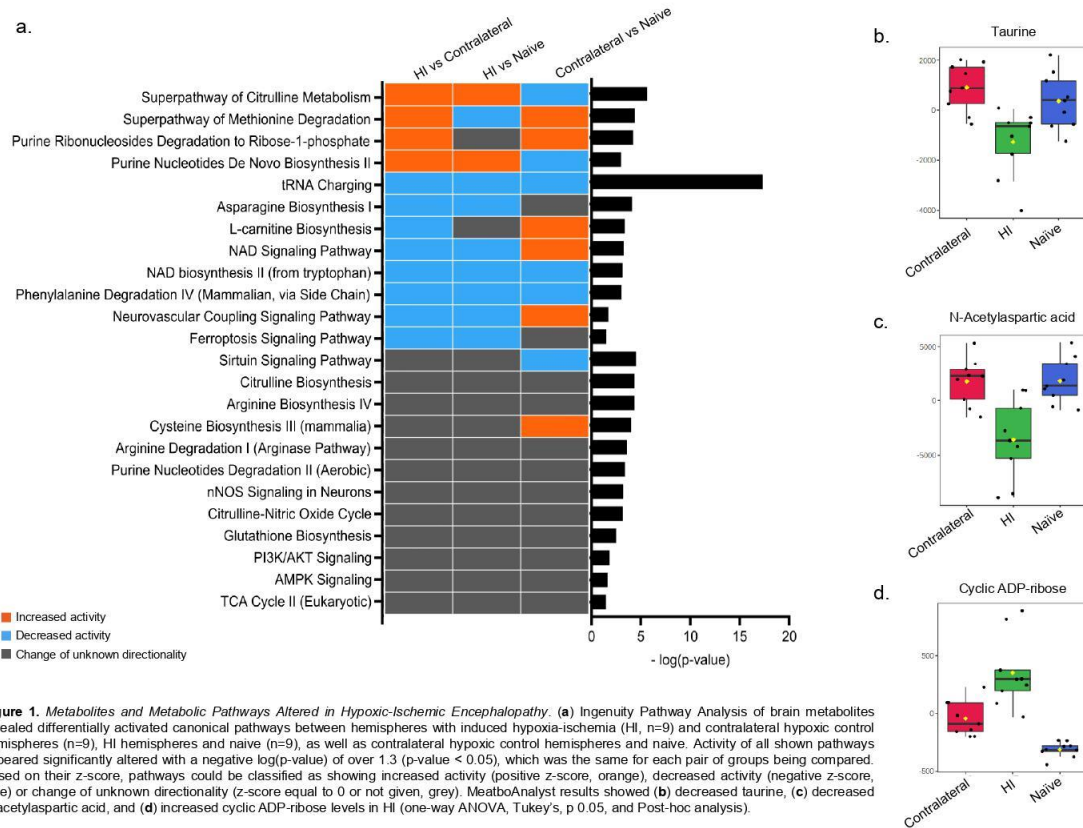 a.
HI vs Contralateral
HI vs Naive
Contralateral vs Naive
Superpathway of Citrulline Metabolism
Superpathway of Methionine Degradation
Purine Ribonucleosides Degradation to Ribose-1-phosphate
Purine Nucleotides De Novo Biosynthesis II
tRNA Charging
Asparagine Biosynthesis I
L-carnitine Biosynthesis
NAD Signaling Pathway
NAD biosynthesis II (from tryptophan)
Phenylalanine Degradation IV (Mammalian, via Side Chain)
Neurovascular Coupling Signaling Pathway
Ferroptosis Signaling Pathway
Sirtuin Signaling Pathway
Citrulline Biosynthesis
Arginine Biosynthesis IV
Cysteine Biosynthesis III (mammalia)
Arginine Degradation I (Arginase Pathway)
Purine Nucleotides Degradation II (Aerobic)
nNOS Signaling in Neurons
Citrulline-Nitric Oxide Cycle
Glutathione Biosynthesis
PI3K/AKT Signaling
AMPK Signaling
TCA Cycle II (Eukaryotic)
0 5 10 15 20
- log(p-value)
Increased activity
Decreased activity
Change of unknown directionality
b.
Taurine
2000
0
-2000
-4000
Contralateral HI Naïve
c.
N-Acetylaspartic acid
5000
0
-5000
Contralateral HI Naïve
d.
Cyclic ADP-ribose
500
0
-500
Contralateral HI Naïve
gure 1. Metabolites and Metabolic Pathways Altered in Hypoxic-Ischemic Encephalopathy. (a) Ingenuity Pathway Analysis of brain metabolites
ealed differentially activated canonical pathways between hemispheres with induced hypoxia-ischemia (HI, n=9) and contralateral hypoxic control
mispheres (n=9), HI hemispheres and naive (n=9), as well as contralateral hypoxic control hemispheres and naive. Activity of all shown pathways
peared significantly altered with a negative log(p-value) of over 1.3 (p-value < 0.05), which was the same for each pair of groups being compared.
sed on their z-score, pathways could be classified as showing increased activity (positive z-score, orange), decreased activity (negative z-score,
e) or change of unknown directionality (z-score equal to 0 or not given, grey). MeatboAnalyst results showed (b) decreased taurine, (c) decreased
acetylaspartic acid, and (d) increased cyclic ADP-ribose levels in HI (one-way ANOVA, Tukey's, p 0.05, and Post-hoc analysis).